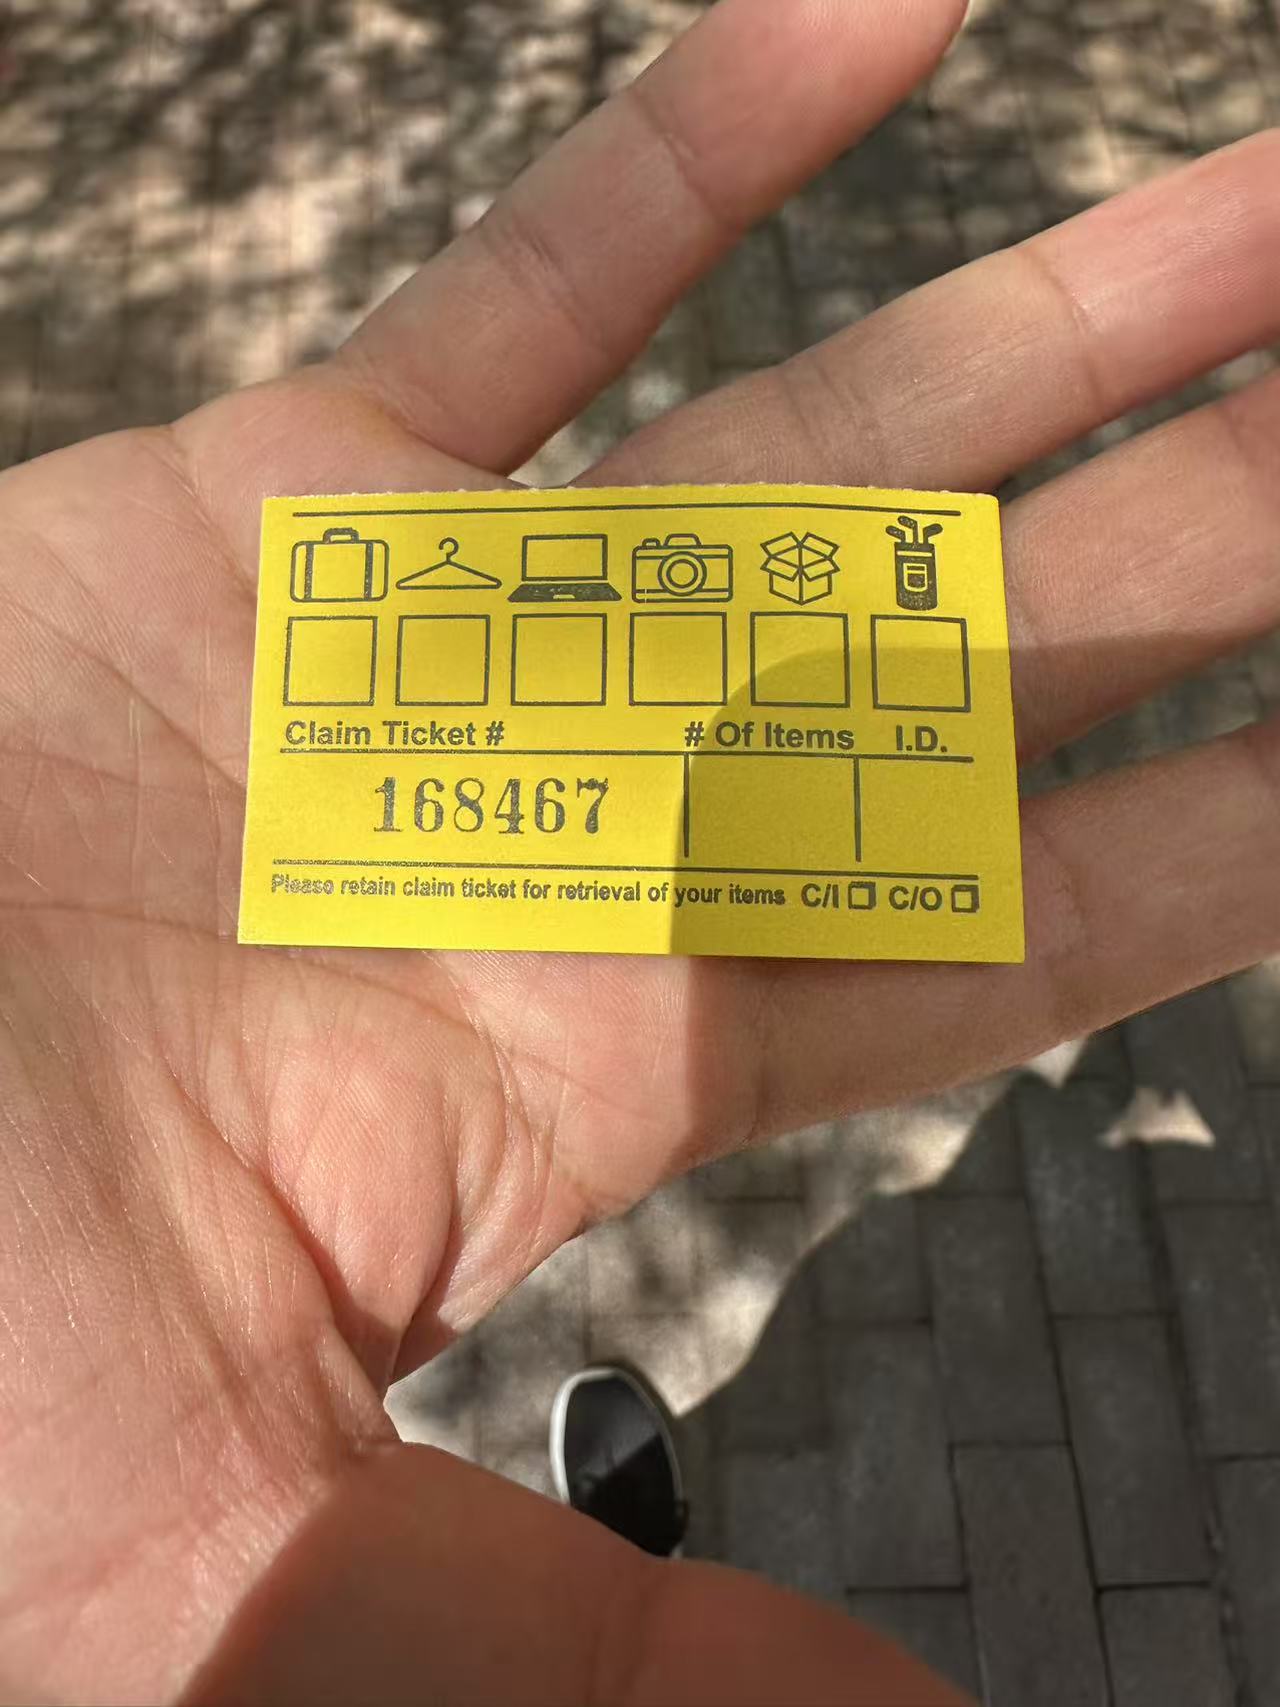 Claim Ticket # # Of Items I.D.
168467
Please retain claim ticket for retrieval of your items C/I C/O